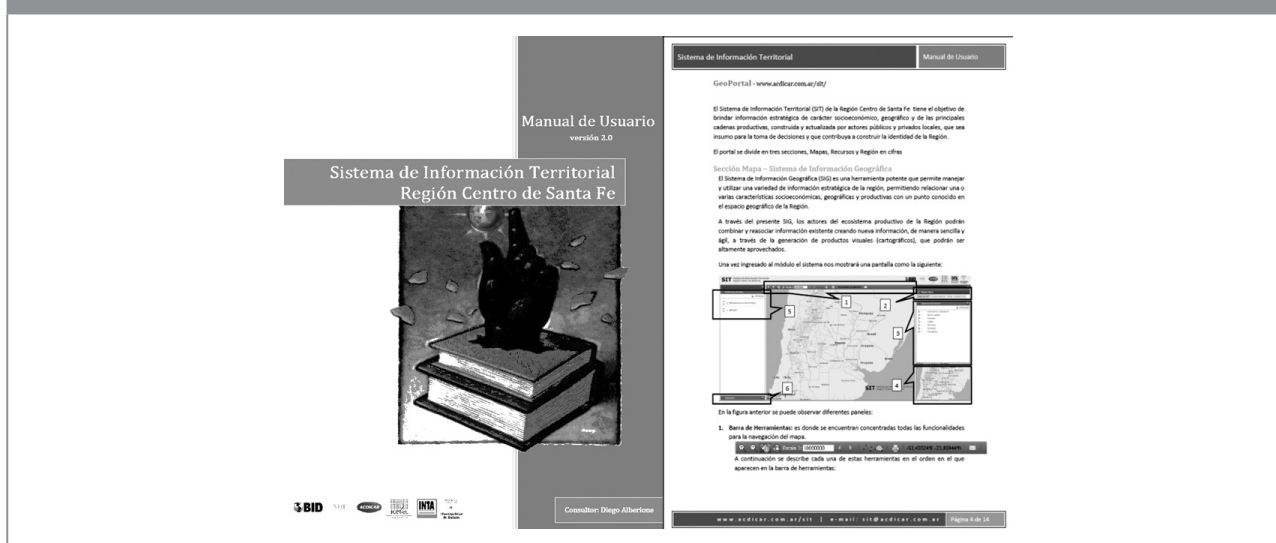 Manual de Usuario
versión 2.0
Sistema de Información Territorial
Región Centro de Santa Fe
BID
ACDICAR
INTA
Consultor: Diego Alberione
Sistema de Información Territorial
Manual de Usuario
GeoPortal - www.acdicar.com.ar/sit/
El Sistema de Información Territorial (SIT) de la Región Centro de Santa Fe tiene el objetivo de
brindar información estratégica de carácter socioeconómico, geográfico y de las principales
cadenas productivas, construida y actualizada por actores públicos y privados locales, que sea
insumo para la toma de decisiones y que contribuya a construir la identidad de la Región.
El portal se divide en tres secciones, Mapas, Recursos y Región en cifras
Sección Mapa – Sistema de Información Geográfica
El Sistema de Información Geográfica (SIG) es una herramienta potente que permite manejar
y utilizar una variedad de información estratégica de la región, permitiendo relacionar una o
varias características socioeconómicas, geográficas y productivas con un punto conocido en
el espacio geográfico de la Región.
A través del presente SIG, los actores del ecosistema productivo de la Región podrán
combinar y reasociar información existente creando nueva información, de manera sencilla y
ágil, a través de la generación de productos visuales (cartográficos), que podrán ser
altamente aprovechados.
Una vez ingresado al módulo el sistema nos mostrará una pantalla como la siguiente:
SIT
1
2
5
3
6
SIT
4
En la figura anterior se puede observar diferentes paneles:
1. Barra de Herramientas: es donde se encuentran concentradas todas las funcionalidades
para la navegación del mapa.
Escala
A continuación se describe cada una de estas herramientas en el orden en el que
aparecen en la barra de herramientas:
www.acdicar.com.ar/sit | e-mail: sit@acdicar.com.ar
Página 4 de 14